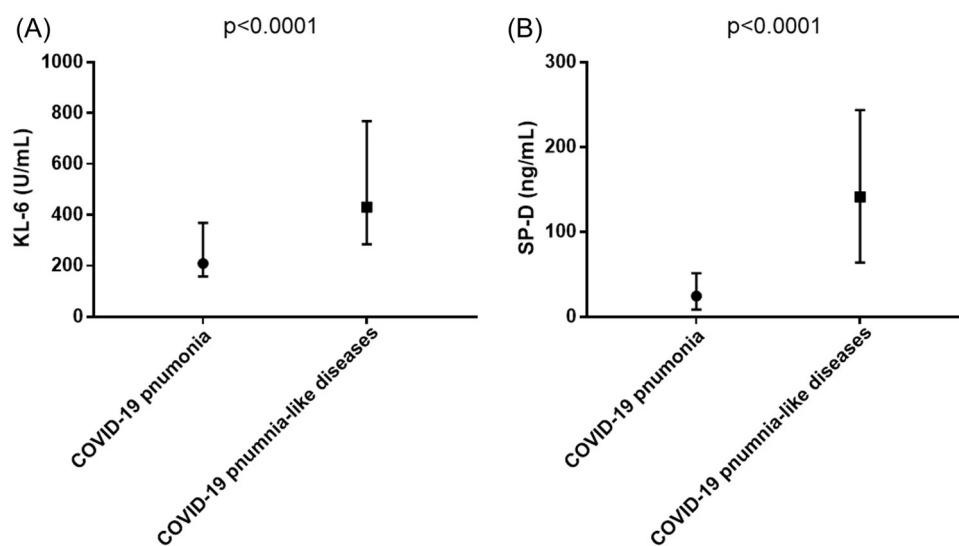 (A)
p<0.0001
KL-6 (U/mL)
1000
800
600
400
200
0
COVID-19 pnumonia
COVID-19 pnumnia-like diseases
(B)
p<0.0001
SP-D (ng/mL)
300
200
100
0
COVID-19 pnumonia
COVID-19 pnumnia-like diseases